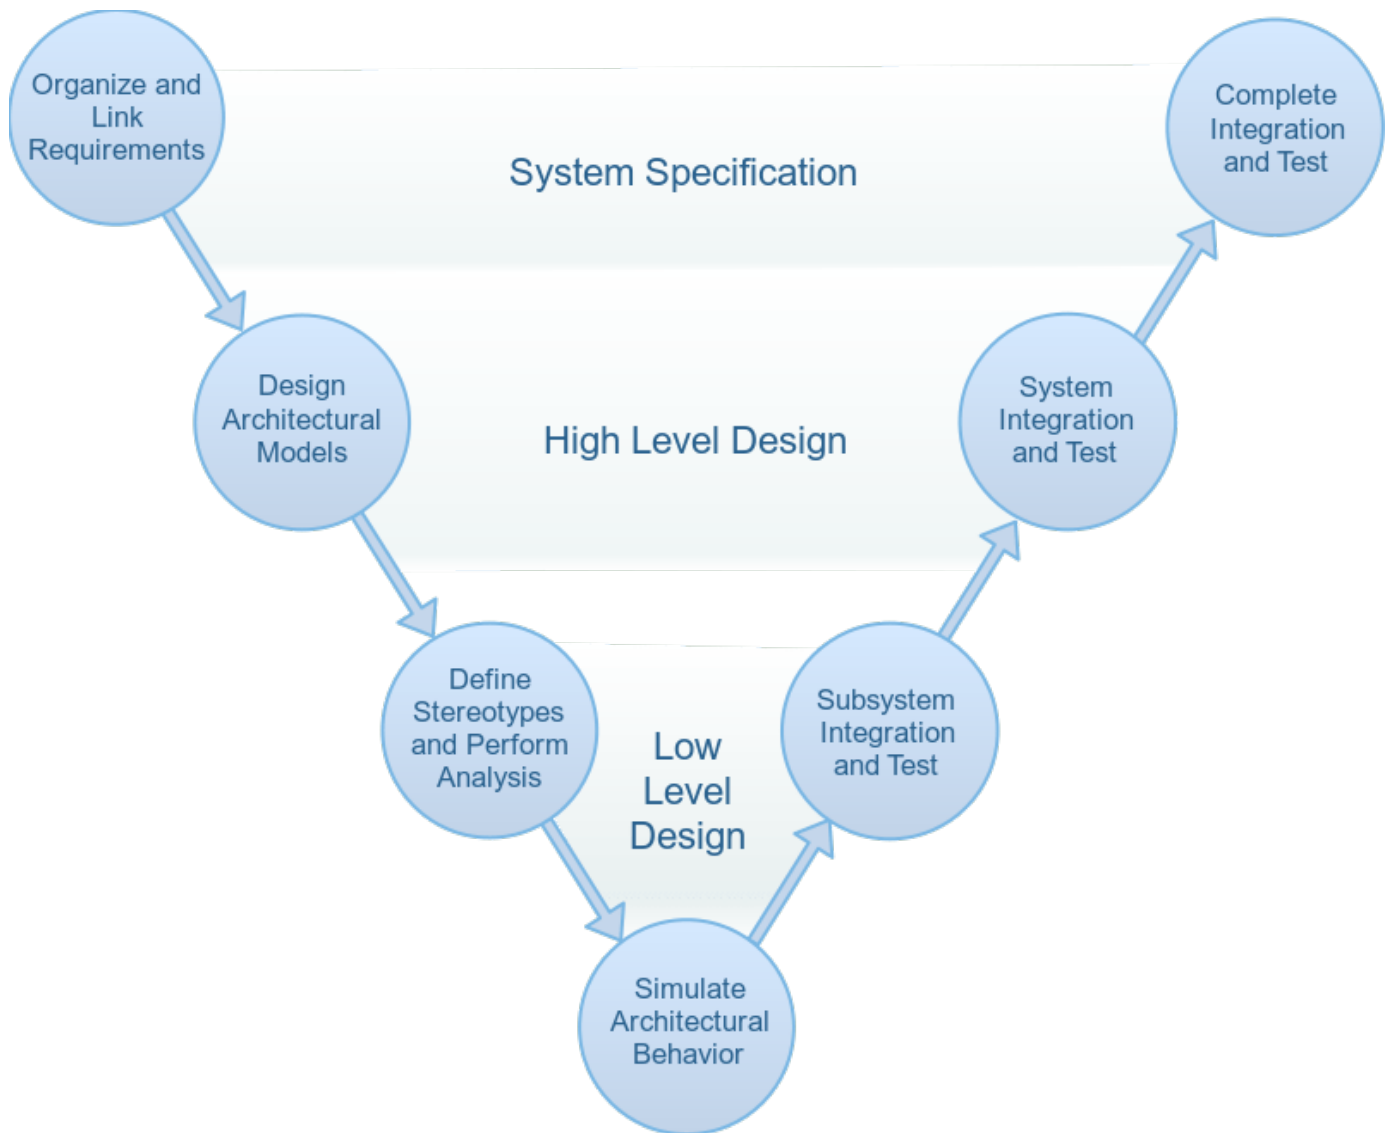 Organize and
Link
Requirements
Complete
Integration
and Test
System Specification
Design
Architectural
Models
High Level Design
System
Integration
and Test
Define
Stereotypes
and Perform
Analysis
Low
Level
Design
Subsystem
Integration
and Test
Simulate
Architectural
Behavior